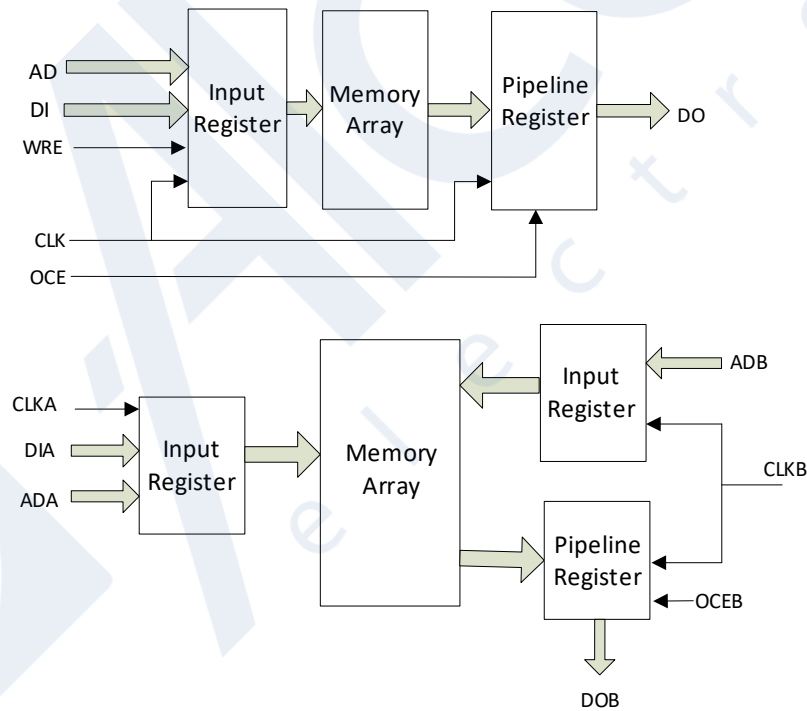 AD
DI
WRE
CLK
OCE
Input
Register
Memory
Array
Pipeline
Register
DO
CLKA
DIA
ADA
Input
Register
Memory
Array
Input
Register
ADB
CLKB
Pipeline
Register
OCEB
DOB
e l e c t r